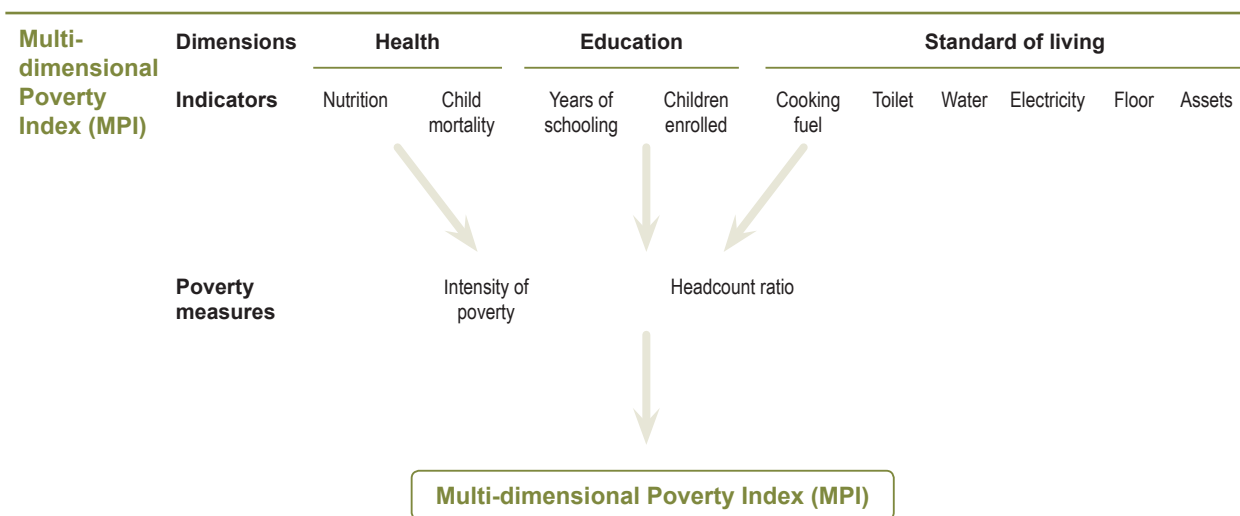 Multi-
dimensional
Poverty
Index (MPI)
Dimensions
Health
Education
Standard of living
Indicators
Nutrition
Child
mortality
Years of
schooling
Children
enrolled
Cooking
fuel
Toilet
Water
Electricity
Floor
Assets
Poverty
measures
Intensity of
poverty
Headcount ratio
Multi-dimensional Poverty Index (MPI)